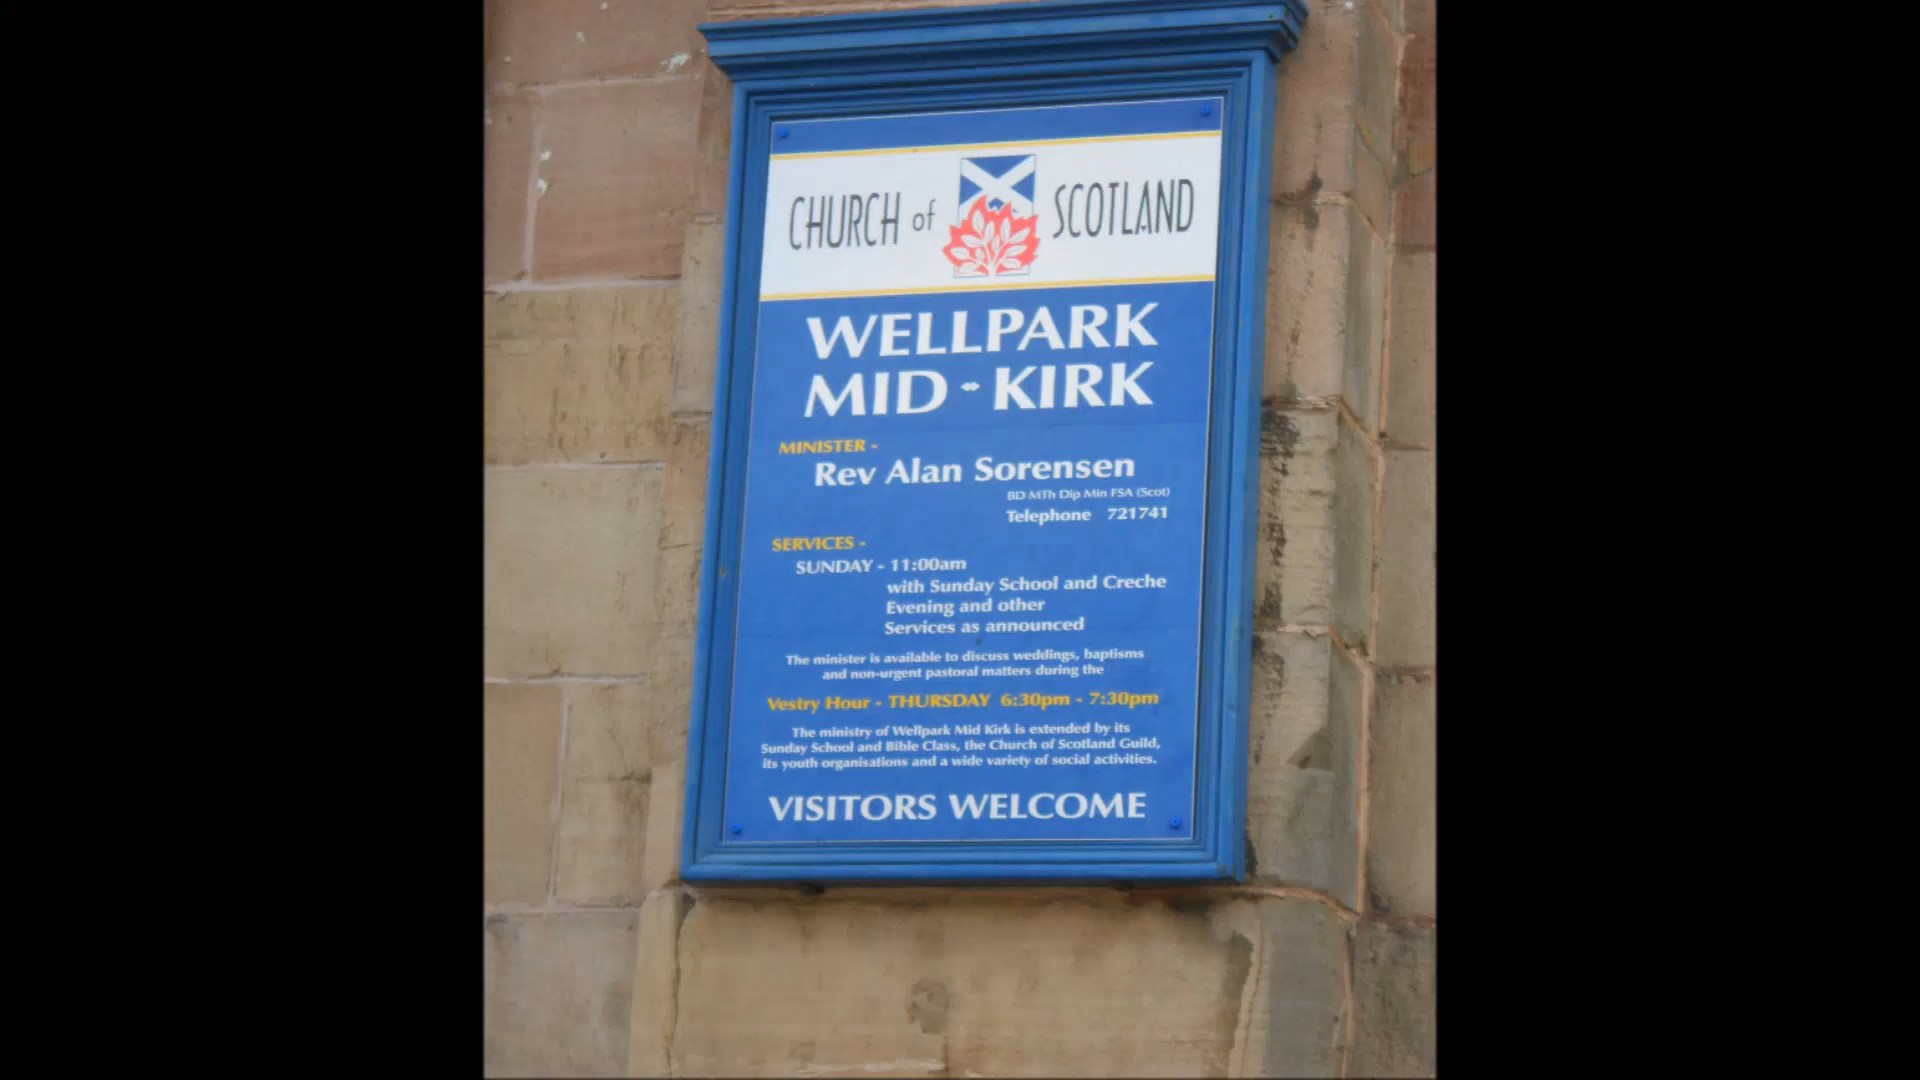 CHURCH of SCOTLAND
WELLPARK
MID - KIRK
MINISTER -
Rev Alan Sorensen
BD MTh Dip Min FSA (Scot)
Telephone 721741
SERVICES -
SUNDAY - 11:00am
with Sunday School and Creche
Evening and other
Services as announced
The minister is available to discuss weddings, baptisms
and non-urgent pastoral matters during the
Vestry Hour - THURSDAY 6:30pm - 7:30pm
The ministry of Wellpark Mid Kirk is extended by its
Sunday School and Bible Class, the Church of Scotland Guild,
its youth organisations and a wide variety of social activities.
VISITORS WELCOME